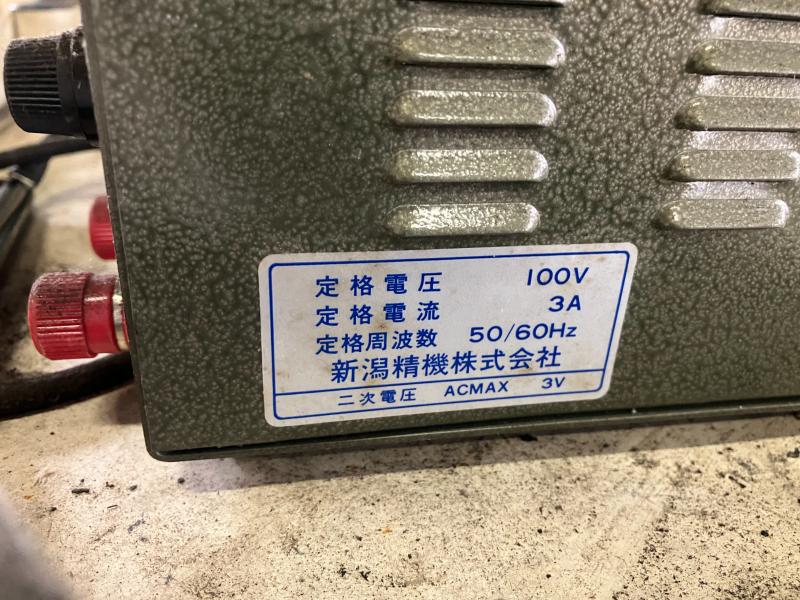 定格電圧 100V
定格電流 3A
定格周波数 50/60Hz
新潟精機株式会社
二次電圧 ACMAX 3V